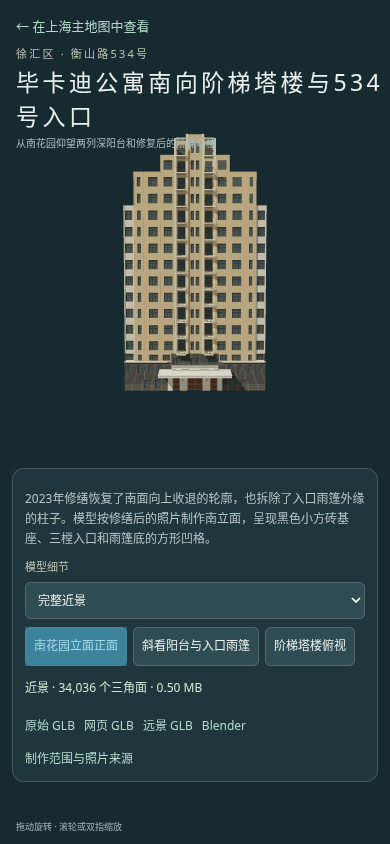 ← 在上海主地图中查看
徐汇区 · 衡山路534号
毕卡迪公寓南向阶梯塔楼与534
号入口
从南花园仰望两列深阳台和修复后的
2023年修缮恢复了南面向上收退的轮廓，也拆除了入口雨篷外缘
的柱子。模型按修缮后的照片制作南立面，呈现黑色小方砖基
座、三樘入口和雨篷底的方形凹格。
模型细节
完整近景
南花园立面正面 斜看阳台与入口雨篷 阶梯塔楼俯视
近景 · 34,036 个三角面 · 0.50 MB
原始 GLB 网页 GLB 远景 GLB Blender
制作范围与照片来源
拖动旋转 · 滚轮或双指缩放